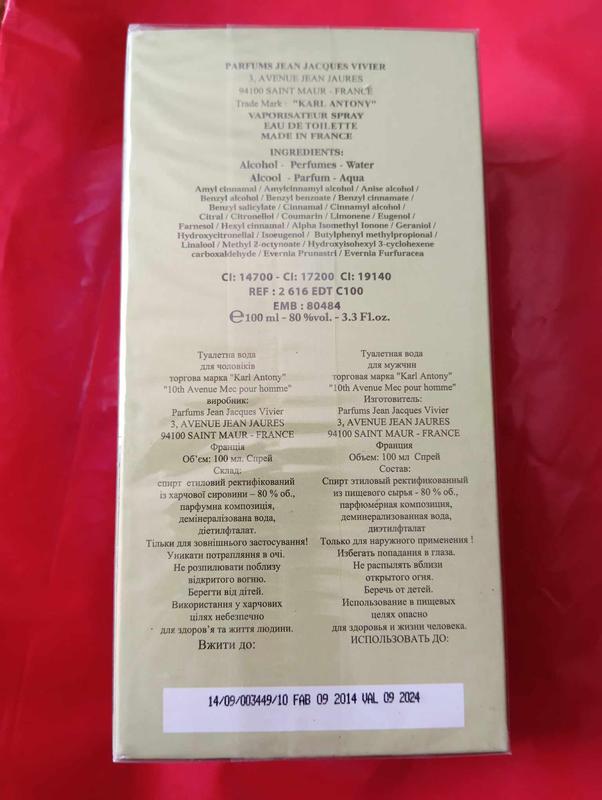 PARFUMS JEAN JACQUES VIVIER
3, AVENUE JEAN JAURES
94100 SAINT MAUR - FRANCE
Trade Mark - "KARL ANTONY"
VAPORISATEUR SPRAY
EAU DE TOILETTE
MADE IN FRANCE
INGREDIENTS:
Alcohol - Perfumes - Water
Alcool - Parfum - Aqua
Amyl cinnamal / Amylcinnamyl alcohol / Anise alcohol /
Benzyl alcohol / Benzyl benzoate / Benzyl cinnamate /
Benzyl salicylate / Cinnamal / Cinnamyl alcohol /
Citral / Citronellol / Coumarin / Limonene / Eugenol /
Farnesol / Hexyl cinnamal / Alpha Isomethyl Ionone / Geraniol /
Hydroxycitronellal / Isoeugenol / Butylphenyl methylpropional /
Linalool / Methyl 2-octynoate / Hydroxyisohexyl 3-cyclohexene
carboxaldehyde / Evernia Prunastri / Evernia Furfuracea
CI: 14700 - CI: 17200 CI: 19140
REF : 2 616 EDT C100
EMB : 80484
℮100 ml - 80 %vol. - 3.3 Fl.oz.
Туалетна вода
для чоловіків
торгова марка "Karl Antony"
"10th Avenue Mec pour homme"
виробник:
Parfums Jean Jacques Vivier
3, AVENUE JEAN JAURES
94100 SAINT MAUR - FRANCE
Франція
Об'єм: 100 мл. Спрей
Склад:
спирт етиловий ректифікований
із харчової сировини – 80 % об.,
парфумна композиція,
демінералізована вода,
діетилфталат.
Тільки для зовнішнього застосування!
Уникати потрапляння в очі.
Не розпилювати поблизу
відкритого вогню.
Берегти від дітей.
Використання у харчових
цілях небезпечно
для здоров'я та життя людини.
Вжити до:
Туалетная вода
для мужчин
торговая марка "Karl Antony"
"10th Avenue Mec pour homme"
Изготовитель:
Parfums Jean Jacques Vivier
3, AVENUE JEAN JAURES
94100 SAINT MAUR - FRANCE
Франция
Объем: 100 мл Спрей
Состав:
Спирт этиловый ректификованный
из пищевого сырья - 80 % об.,
парфюмерная композиция,
деминерализованная вода,
диэтилфталат.
Только для наружного применения !
Избегать попадания в глаза.
Не распылять вблизи
открытого огня.
Беречь от детей.
Использование в пищевых
целях опасно
для здоровья и жизни человека.
ИСПОЛЬЗОВАТЬ ДО:
14/09/003449/10 FAB 09 2014 VAL 09 2024